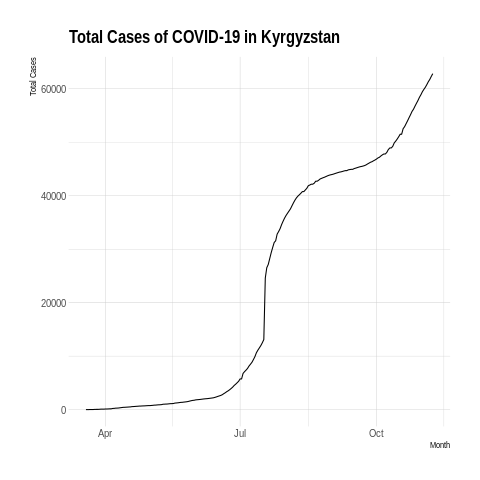 Total Cases of COVID-19 in Kyrgyzstan
Total Cases
60000
40000
20000
0
Apr
Jul
Oct
Month